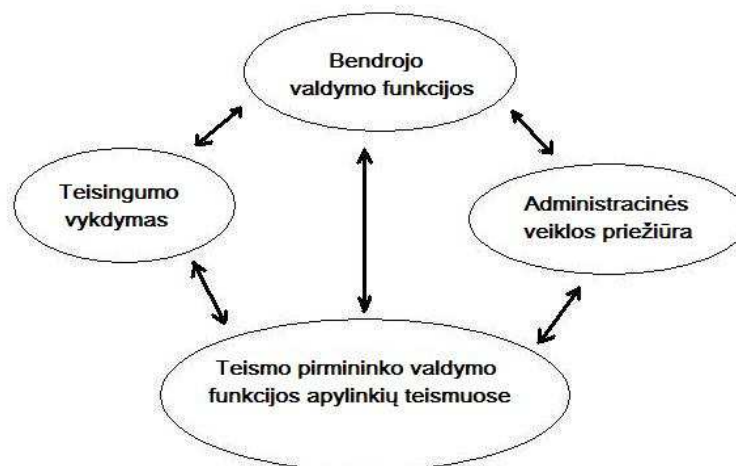 Bendrojo
valdymo funkcijos
Teisingumo
vykdymas
Administracinės
veiklos priežiūra
Teismo pirmininko valdymo
funkcijos apylinkių teismuose